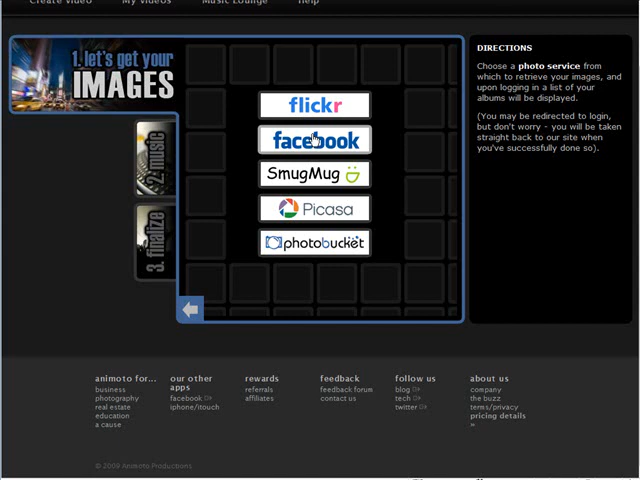 Create Video My Videos Music Lounge Help
1. let's get your
IMAGES
2. music
3. finalize
flickr
facebook
SmugMug
Picasa
photobucket
DIRECTIONS
Choose a photo service from
which to retrieve your images, and
upon logging in a list of your
albums will be displayed.
(You may be redirected to login,
but don't worry - you will be taken
straight back to our site when
you've successfully done so).
animoto for...
business
photography
real estate
education
a cause
our other
apps
facebook
iphone/itouch
rewards
referrals
affiliates
feedback
feedback forum
contact us
follow us
blog
tech
twitter
about us
company
the buzz
terms/privacy
pricing details
»
© 2009 Animoto Productions